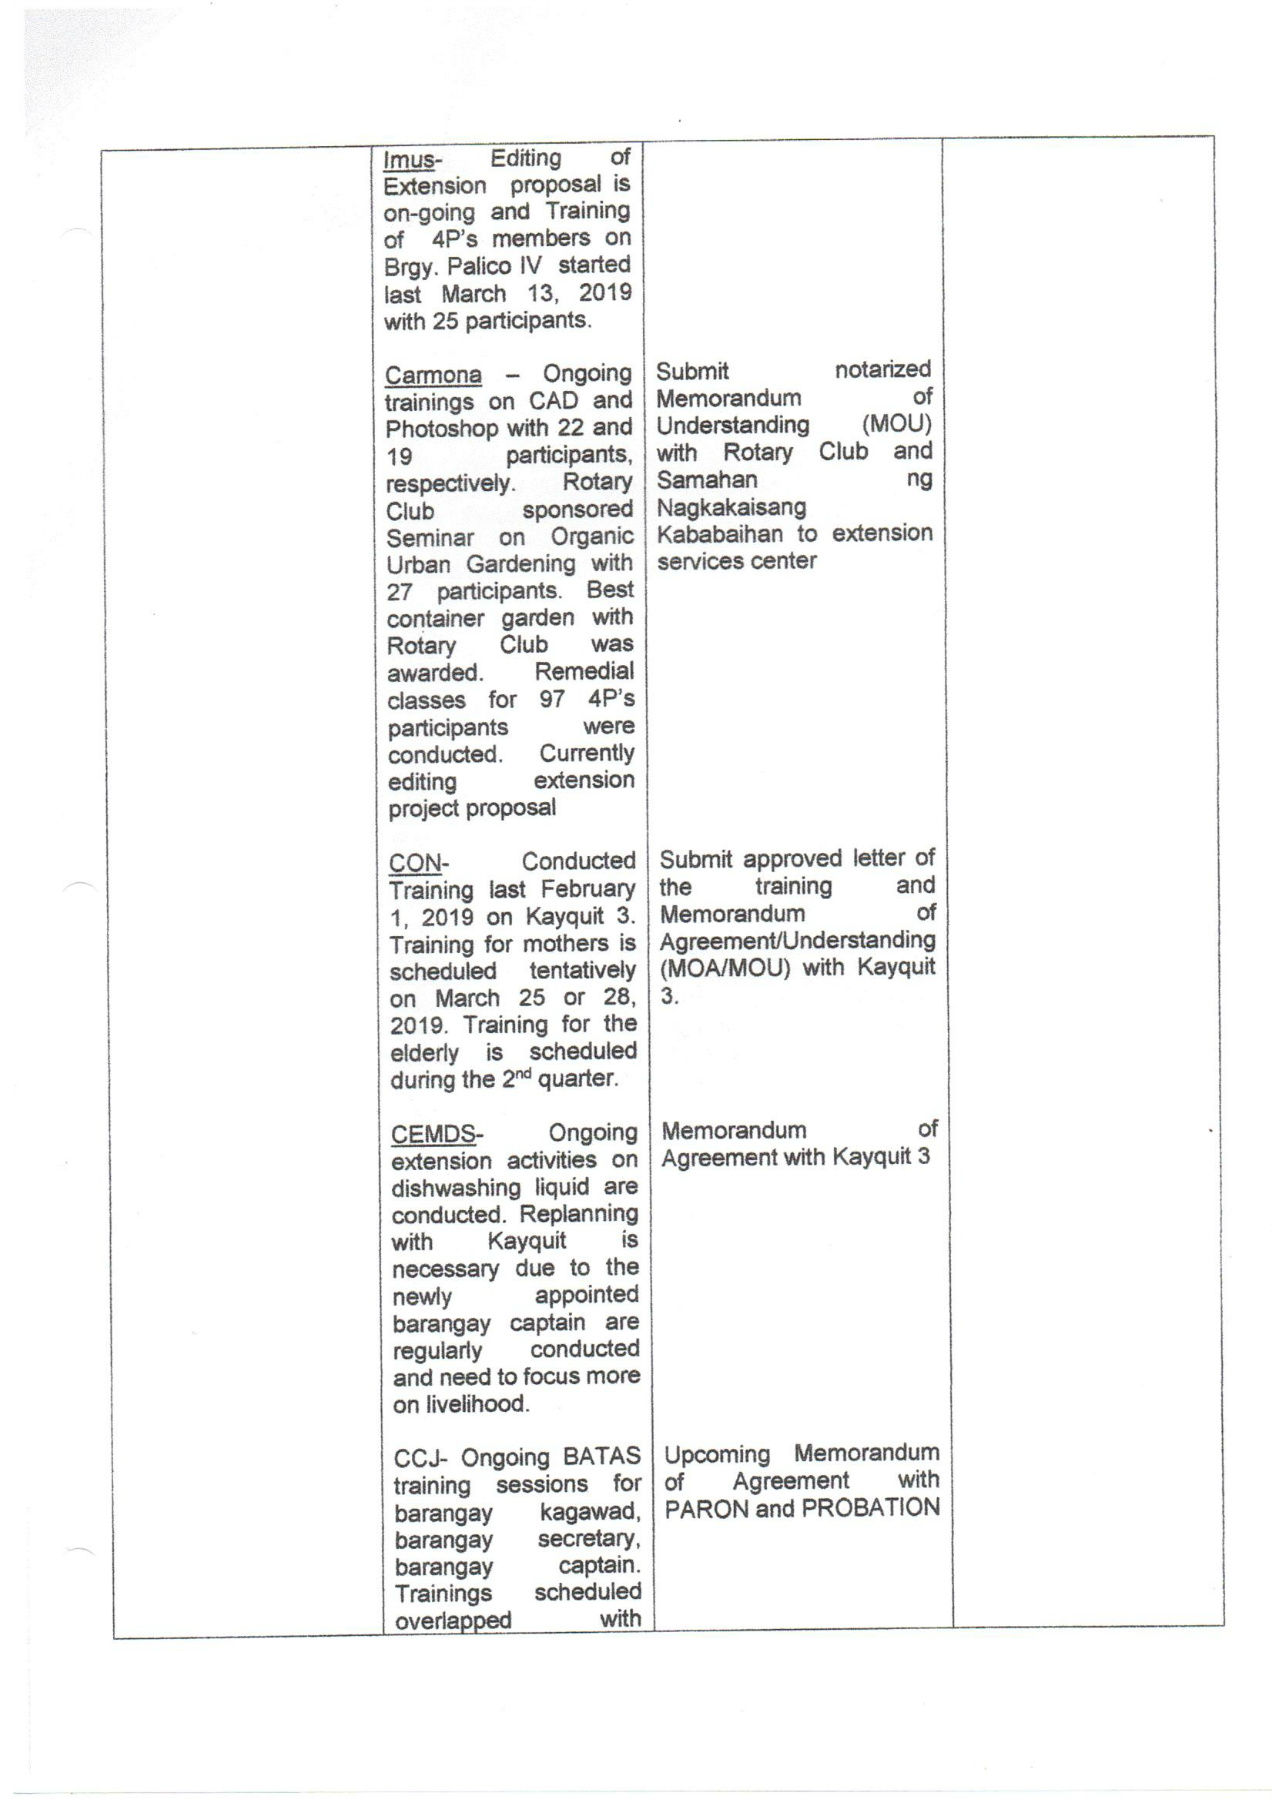 Imus- Editing of
Extension proposal is
on-going and Training
of 4P's members on
Brgy. Palico IV started
last March 13, 2019
with 25 participants.
Carmona – Ongoing
trainings on CAD and
Photoshop with 22 and
19 participants,
respectively. Rotary
Club sponsored
Seminar on Organic
Urban Gardening with
27 participants. Best
container garden with
Rotary Club was
awarded. Remedial
classes for 97 4P's
participants were
conducted. Currently
editing extension
project proposal
Submit notarized
Memorandum of
Understanding (MOU)
with Rotary Club and
Samahan ng
Nagkakaisang
Kababaihan to extension
services center
CON- Conducted
Training last February
1, 2019 on Kayquit 3.
Training for mothers is
scheduled tentatively
on March 25 or 28,
2019. Training for the
elderly is scheduled
during the 2nd quarter.
Submit approved letter of
the training and
Memorandum of
Agreement/Understanding
(MOA/MOU) with Kayquit
3.
CEMDS- Ongoing
extension activities on
dishwashing liquid are
conducted. Replanning
with Kayquit is
necessary due to the
newly appointed
barangay captain are
regularly conducted
and need to focus more
on livelihood.
Memorandum of
Agreement with Kayquit 3
CCJ- Ongoing BATAS
training sessions for
barangay kagawad,
barangay secretary,
barangay captain.
Trainings scheduled
overlapped with
Upcoming Memorandum
of Agreement with
PARON and PROBATION